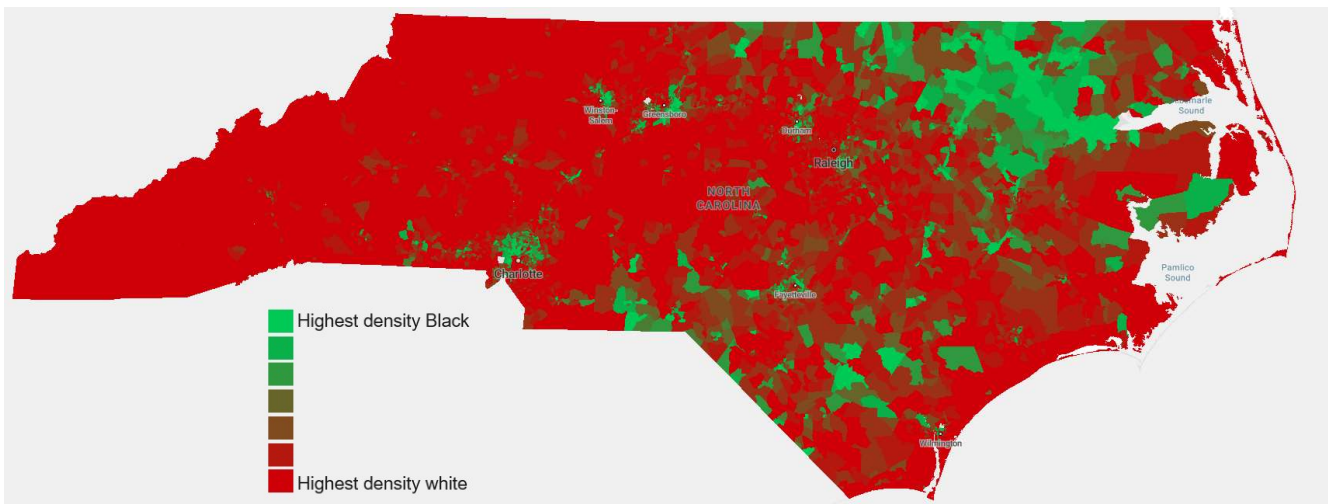 Albemarle
Sound
Winston-
Salem
Greensboro
Durham
Raleigh
NORTH
CAROLINA
Pamlico
Sound
Charlotte
Fayetteville
Highest density Black
Wilmington
Highest density white